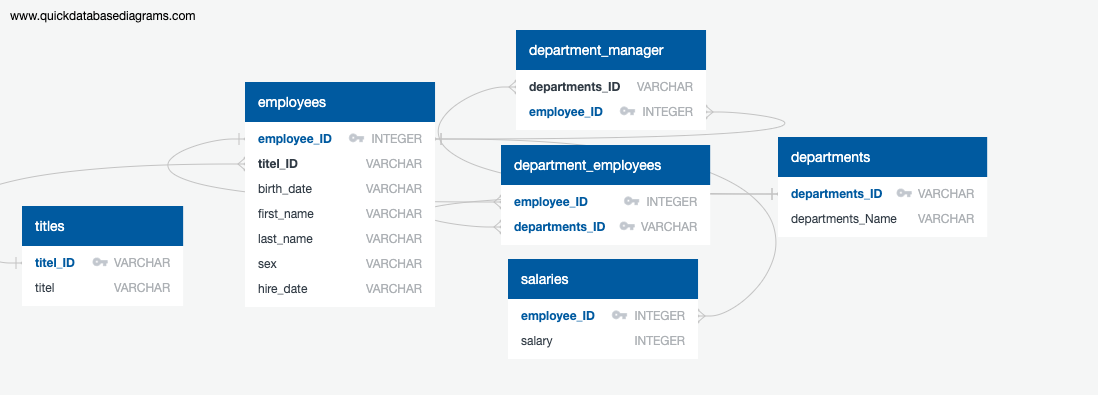 www.quickdatabasediagrams.com
department_manager
departments_ID VARCHAR
employee_ID INTEGER
employees
employee_ID INTEGER
titel_ID VARCHAR
birth_date VARCHAR
first_name VARCHAR
last_name VARCHAR
sex VARCHAR
hire_date VARCHAR
department_employees
employee_ID INTEGER
departments_ID VARCHAR
departments
departments_ID VARCHAR
departments_Name VARCHAR
titles
titel_ID VARCHAR
titel VARCHAR
salaries
employee_ID INTEGER
salary INTEGER